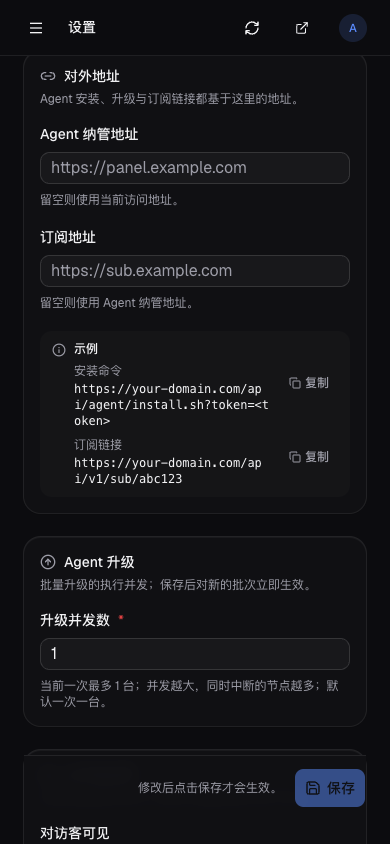 设置
A
对外地址
Agent 安装、升级与订阅链接都基于这里的地址。
Agent 纳管地址
https://panel.example.com
留空则使用当前访问地址。
订阅地址
https://sub.example.com
留空则使用 Agent 纳管地址。
示例
安装命令
https://your-domain.com/ap
i/agent/install.sh?token=<t
oken>
复制
订阅链接
https://your-domain.com/ap
i/v1/sub/abc123
复制
Agent 升级
批量升级的执行并发；保存后对新的批次立即生效。
升级并发数 *
1
当前一次最多 1 台；并发越大，同时中断的节点越多；默
认一次一台。
修改后点击保存才会生效。
保存
对访客可见